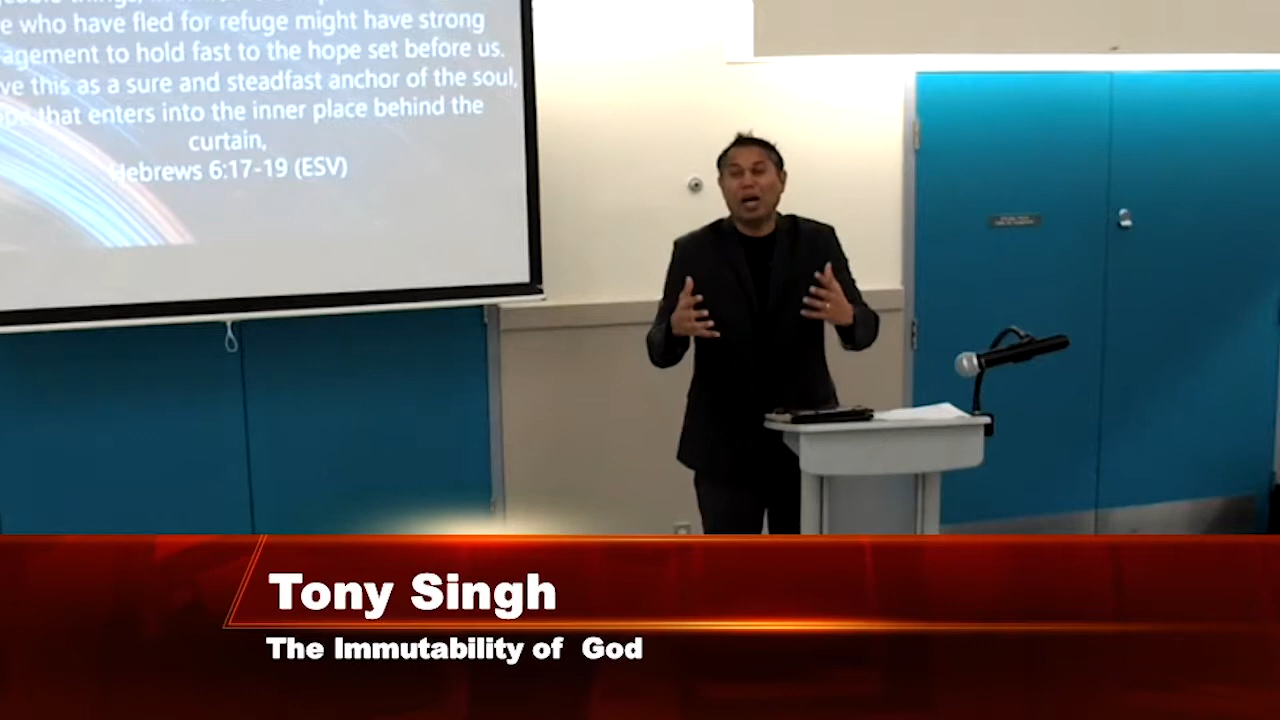 who have fled for refuge might have strong
to hold fast to the hope set before us.
this as a sure and steadfast anchor of the soul,
that enters into the inner place behind the
curtain,
Hebrews 6:17-19 (ESV)
Tony Singh
The Immutability of God